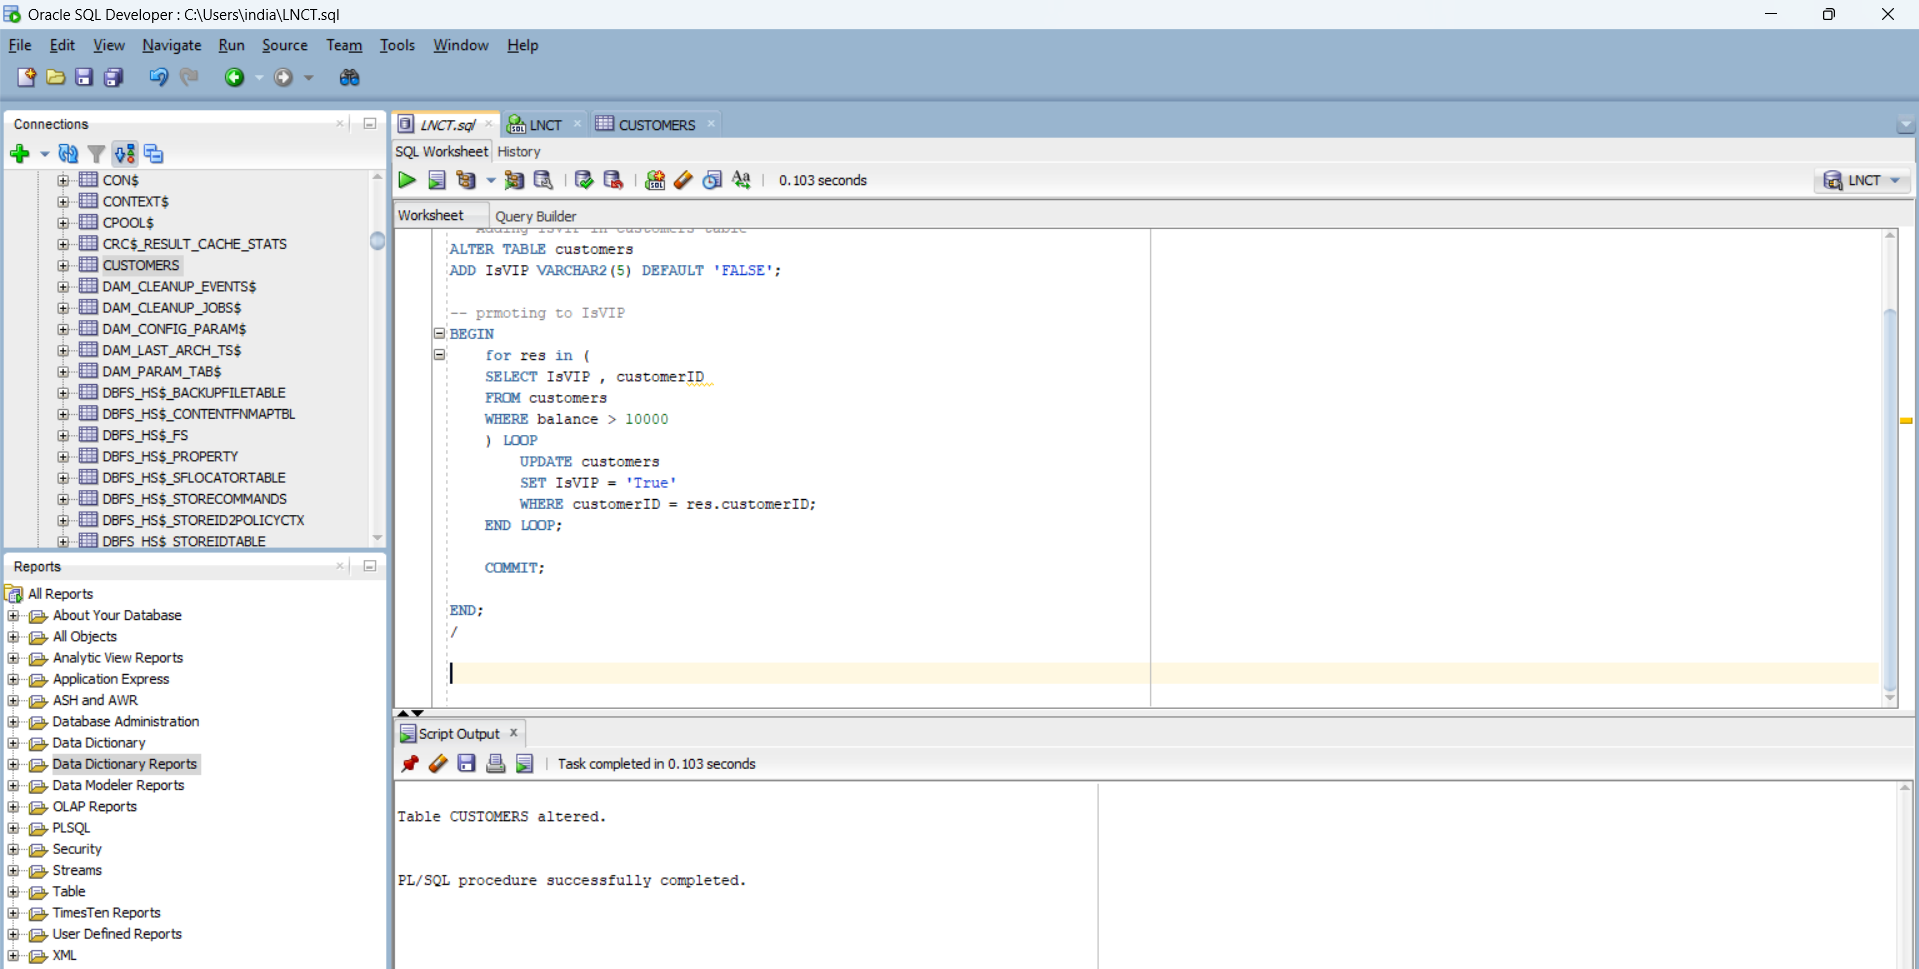 Oracle SQL Developer : C:\Users\india\LNCT.sql
File Edit View Navigate Run Source Team Tools Window Help
Connections
CON$
CONTEXT$
CPOOL$
CRC$_RESULT_CACHE_STATS
CUSTOMERS
DAM_CLEANUP_EVENTS$
DAM_CLEANUP_JOBS$
DAM_CONFIG_PARAM$
DAM_LAST_ARCH_TS$
DAM_PARAM_TAB$
DBFS_HS$_BACKUPFILETABLE
DBFS_HS$_CONTENTFNMAPTBL
DBFS_HS$_FS
DBFS_HS$_PROPERTY
DBFS_HS$_SFLOCATORTABLE
DBFS_HS$_STORECOMMANDS
DBFS_HS$_STOREID2POLICYCTX
DBFS_HS$_STOREIDTABLE
Reports
All Reports
About Your Database
All Objects
Analytic View Reports
Application Express
ASH and AWR
Database Administration
Data Dictionary
Data Dictionary Reports
Data Modeler Reports
OLAP Reports
PLSQL
Security
Streams
Table
TimesTen Reports
User Defined Reports
XML
LNCT.sql LNCT CUSTOMERS
SQL Worksheet History
0.103 seconds
LNCT
Worksheet Query Builder
Adding IsVIP in customers table
ALTER TABLE customers
ADD IsVIP VARCHAR2(5) DEFAULT 'FALSE';
-- prmoting to IsVIP
BEGIN
for res in (
SELECT IsVIP , customerID
FROM customers
WHERE balance > 10000
) LOOP
UPDATE customers
SET IsVIP = 'True'
WHERE customerID = res.customerID;
END LOOP;
COMMIT;
END;
/
Script Output
Task completed in 0.103 seconds
Table CUSTOMERS altered.
PL/SQL procedure successfully completed.